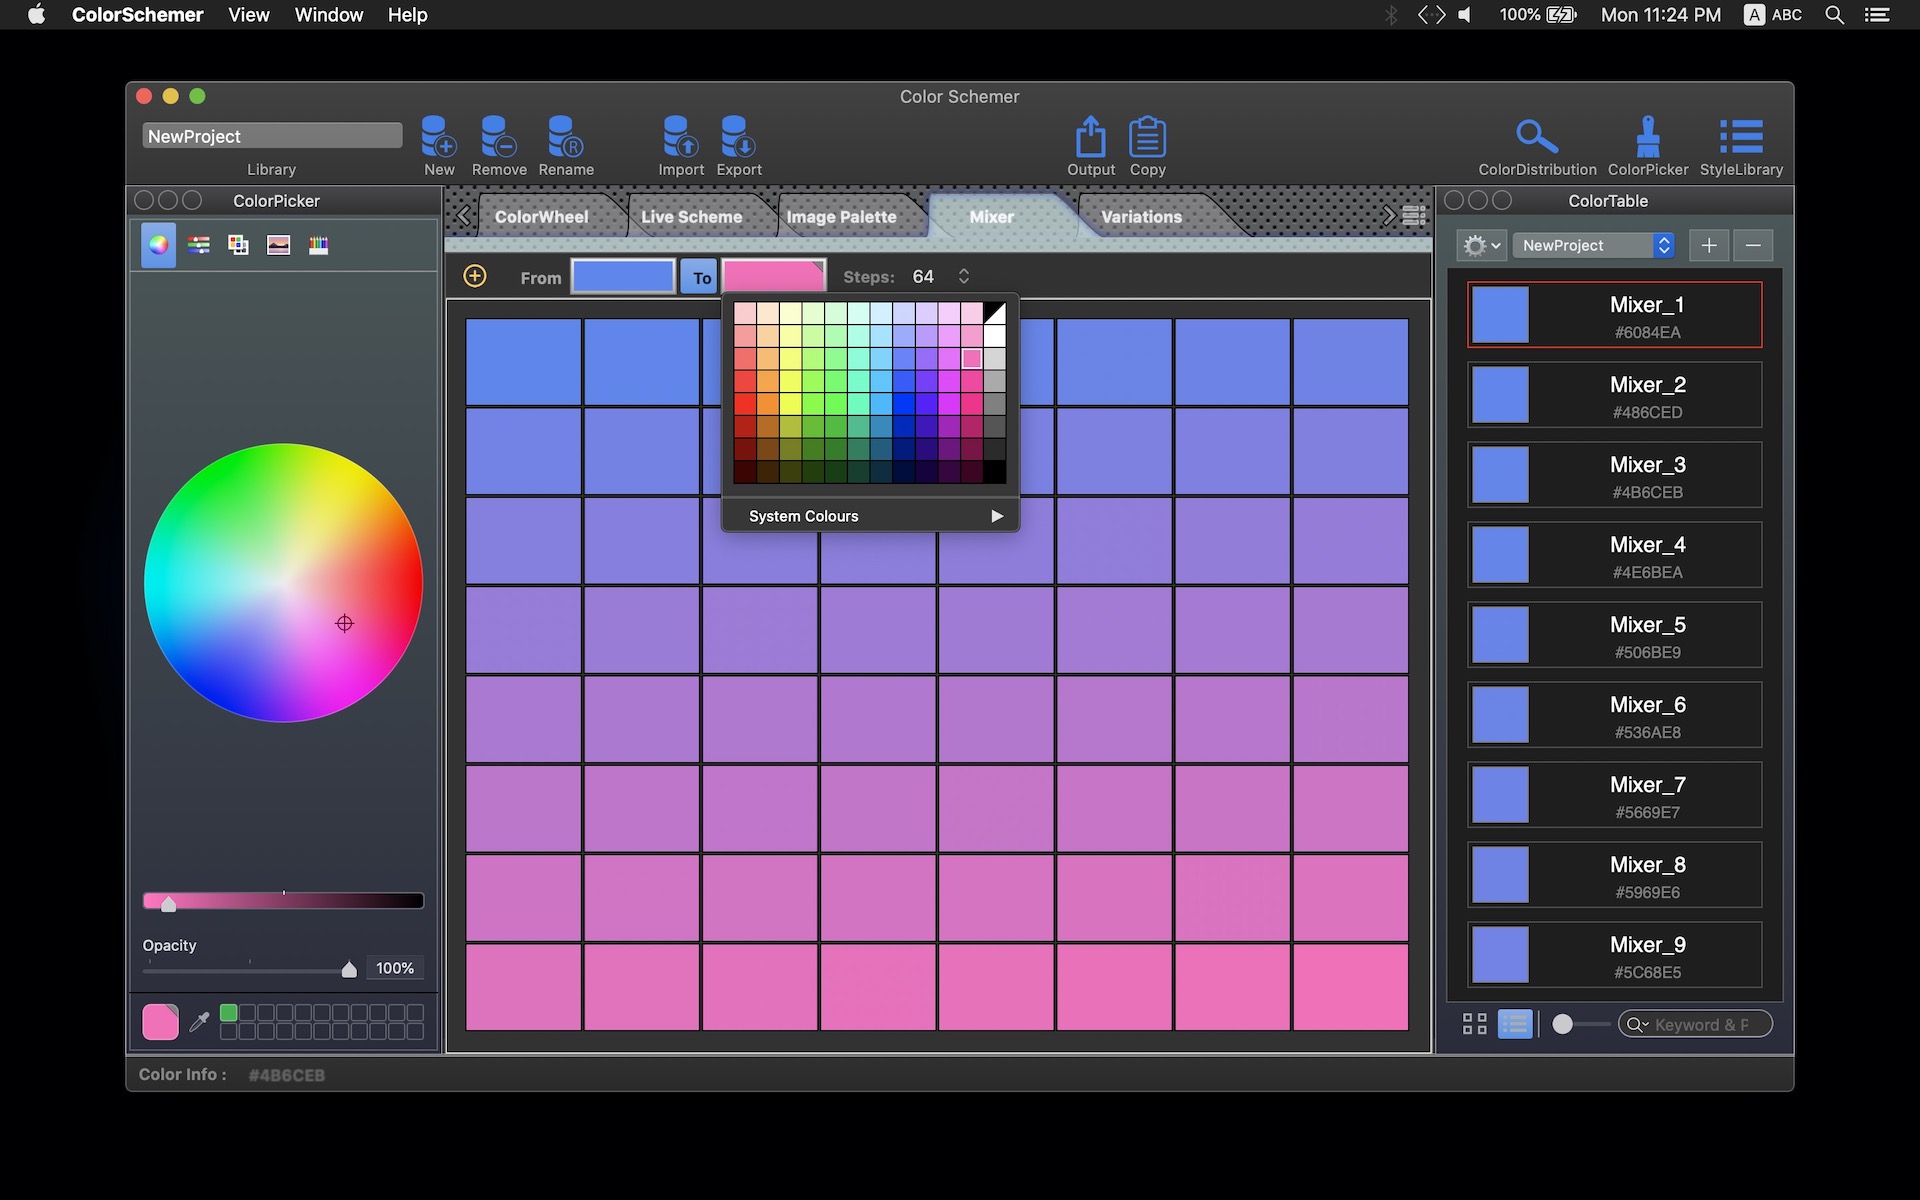 ColorSchemer View Window Help
100% Mon 11:24 PM A ABC
Color Schemer
NewProject
Library
New Remove Rename Import Export Output Copy ColorDistribution ColorPicker StyleLibrary
R
ColorPicker
ColorWheel Live Scheme Image Palette Mixer Variations
ColorTable
NewProject
From To Steps: 64
System Colours
Mixer_1
#6084EA
Mixer_2
#486CED
Mixer_3
#4B6CEB
Mixer_4
#4E6BEA
Mixer_5
#506BE9
Mixer_6
#536AE8
Mixer_7
#5669E7
Mixer_8
#5969E6
Mixer_9
#5C68E5
Opacity
100%
Keyword & F
Color Info : #4B6CEB